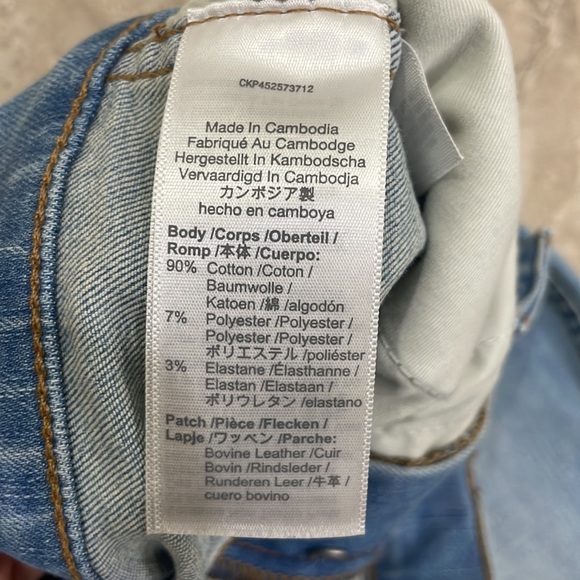 CKP452573712
Made In Cambodia
Fabriqué Au Cambodge
Hergestellt In Kambodscha
Vervaardigd In Cambodja
カンボジア製
hecho en camboya
Body /Corps /Oberteil /
Romp /本体 /Cuerpo:
90% Cotton /Coton /
Baumwolle /
Katoen /綿 /algodón
7% Polyester /Polyester /
Polyester /Polyester /
ポリエステル /poliéster
3% Elastane /Élasthanne /
Elastan /Elastaan /
ポリウレタン /elastano
Patch /Pièce /Flecken /
Lapje /ワッペン /Parche:
Bovine Leather /Cuir
Bovin /Rindsleder /
Runderen Leer /牛革 /
cuero bovino